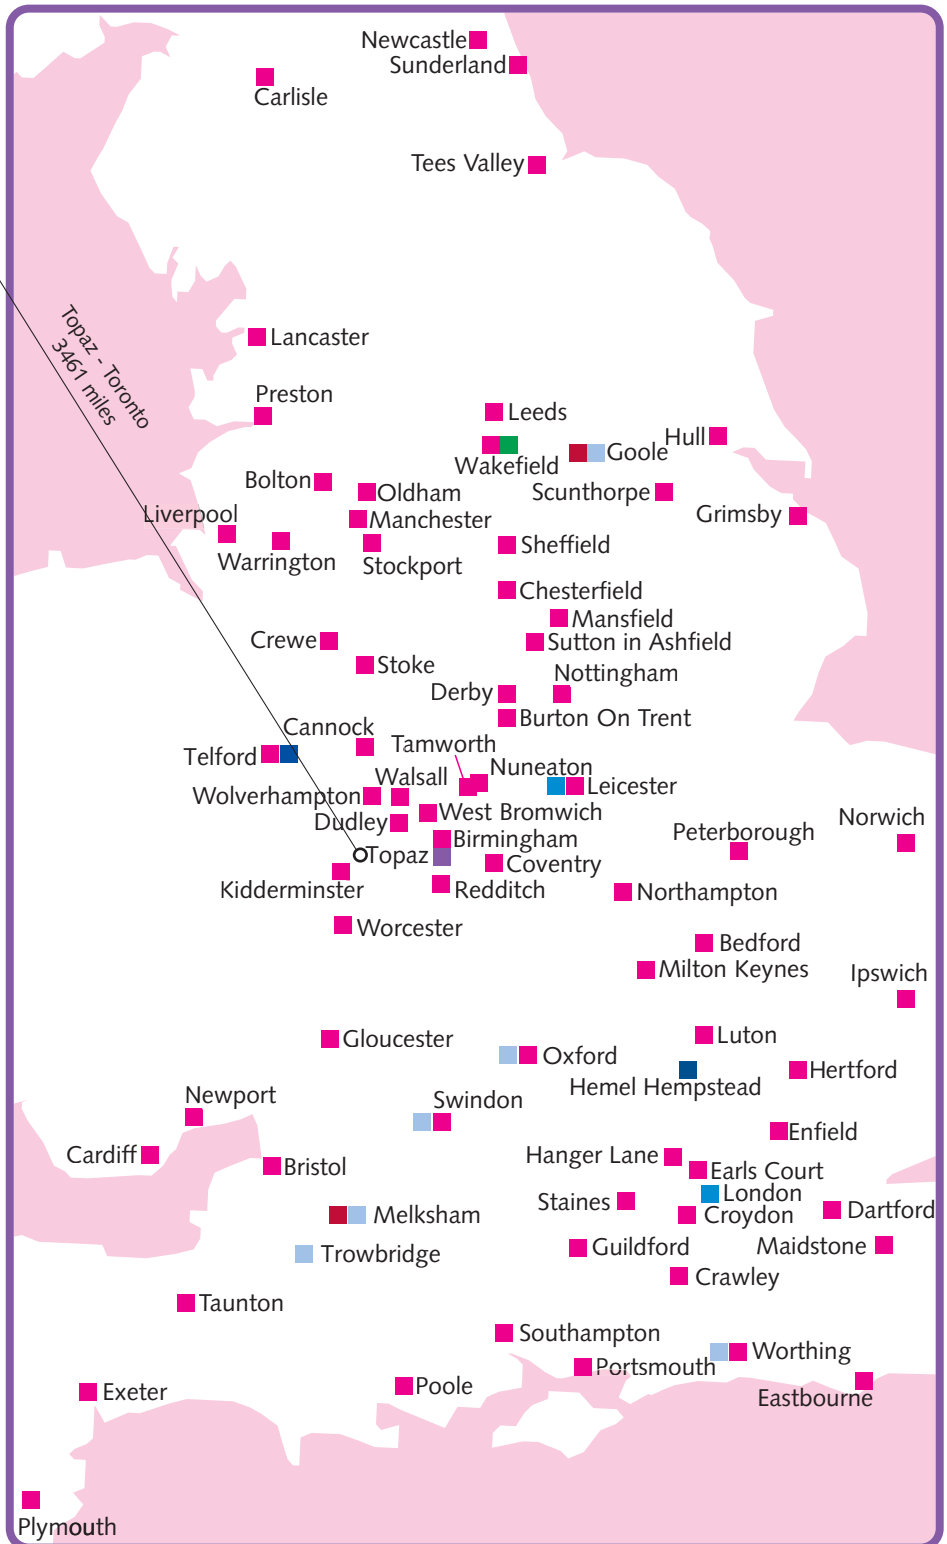 Newcastle
Sunderland
Carlisle
Tees Valley
Topaz - Toronto
3461 miles
Lancaster
Preston
Leeds
Hull
Wakefield
Goole
Bolton
Oldham
Scunthorpe
Liverpool
Manchester
Grimsby
Warrington
Stockport
Sheffield
Chesterfield
Mansfield
Crewe
Sutton in Ashfield
Stoke
Nottingham
Derby
Burton On Trent
Cannock
Tamworth
Telford
Walsall
Nuneaton
Leicester
Wolverhampton
West Bromwich
Dudley
Norwich
Peterborough
Birmingham
Topaz
Coventry
Kidderminster
Redditch
Northampton
Worcester
Bedford
Milton Keynes
Ipswich
Gloucester
Luton
Oxford
Hertford
Hemel Hempstead
Newport
Swindon
Enfield
Cardiff
Hanger Lane
Bristol
Earls Court
London
Staines
Dartford
Melksham
Croydon
Guildford
Maidstone
Trowbridge
Crawley
Taunton
Southampton
Worthing
Portsmouth
Exeter
Poole
Eastbourne
Plymouth